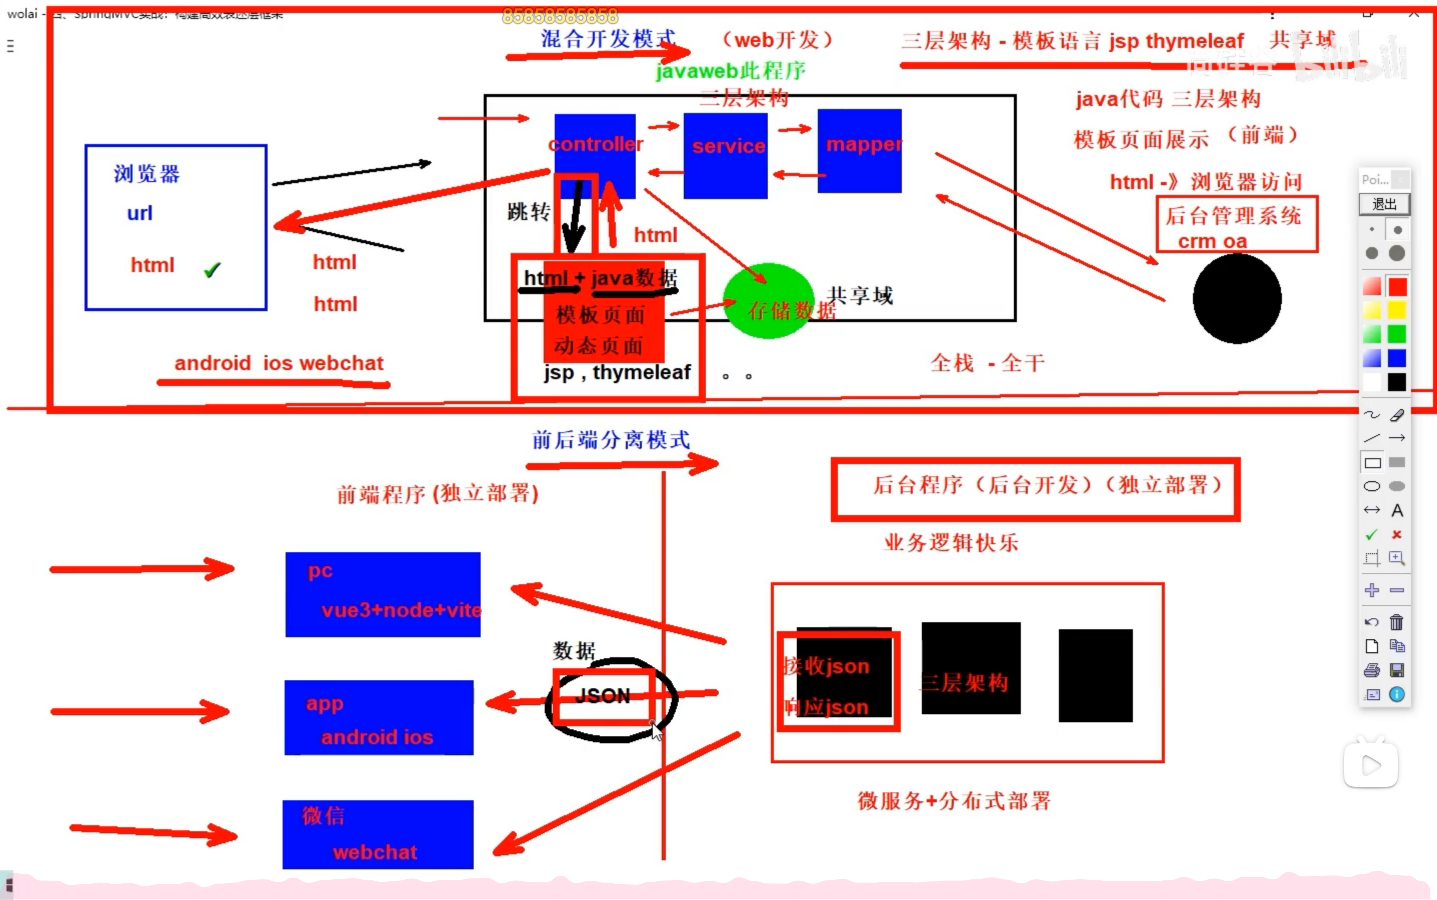 wolai - 四、SpringMVC实战：构建高效表述层框架
85858585858
混合开发模式
（web开发）
三层架构 - 模板语言 jsp thymeleaf 共享域
javaweb此程序
三层架构
java代码 三层架构
模板页面展示 （前端）
html -》浏览器访问
后台管理系统
crm oa
浏览器
url
html
controller
service
mapper
跳转
html
html
html
html + java数据
模板页面
动态页面
jsp , thymeleaf 。。
存储数据
共享域
android ios webchat
全栈 - 全干
前后端分离模式
前端程序 (独立部署)
后台程序（后台开发）（独立部署）
业务逻辑快乐
pc
vue3+node+vite
数据
JSON
接收json
响应json
三层架构
app
android ios
微信
webchat
微服务+分布式部署
Poi...
退出
A
bilibili